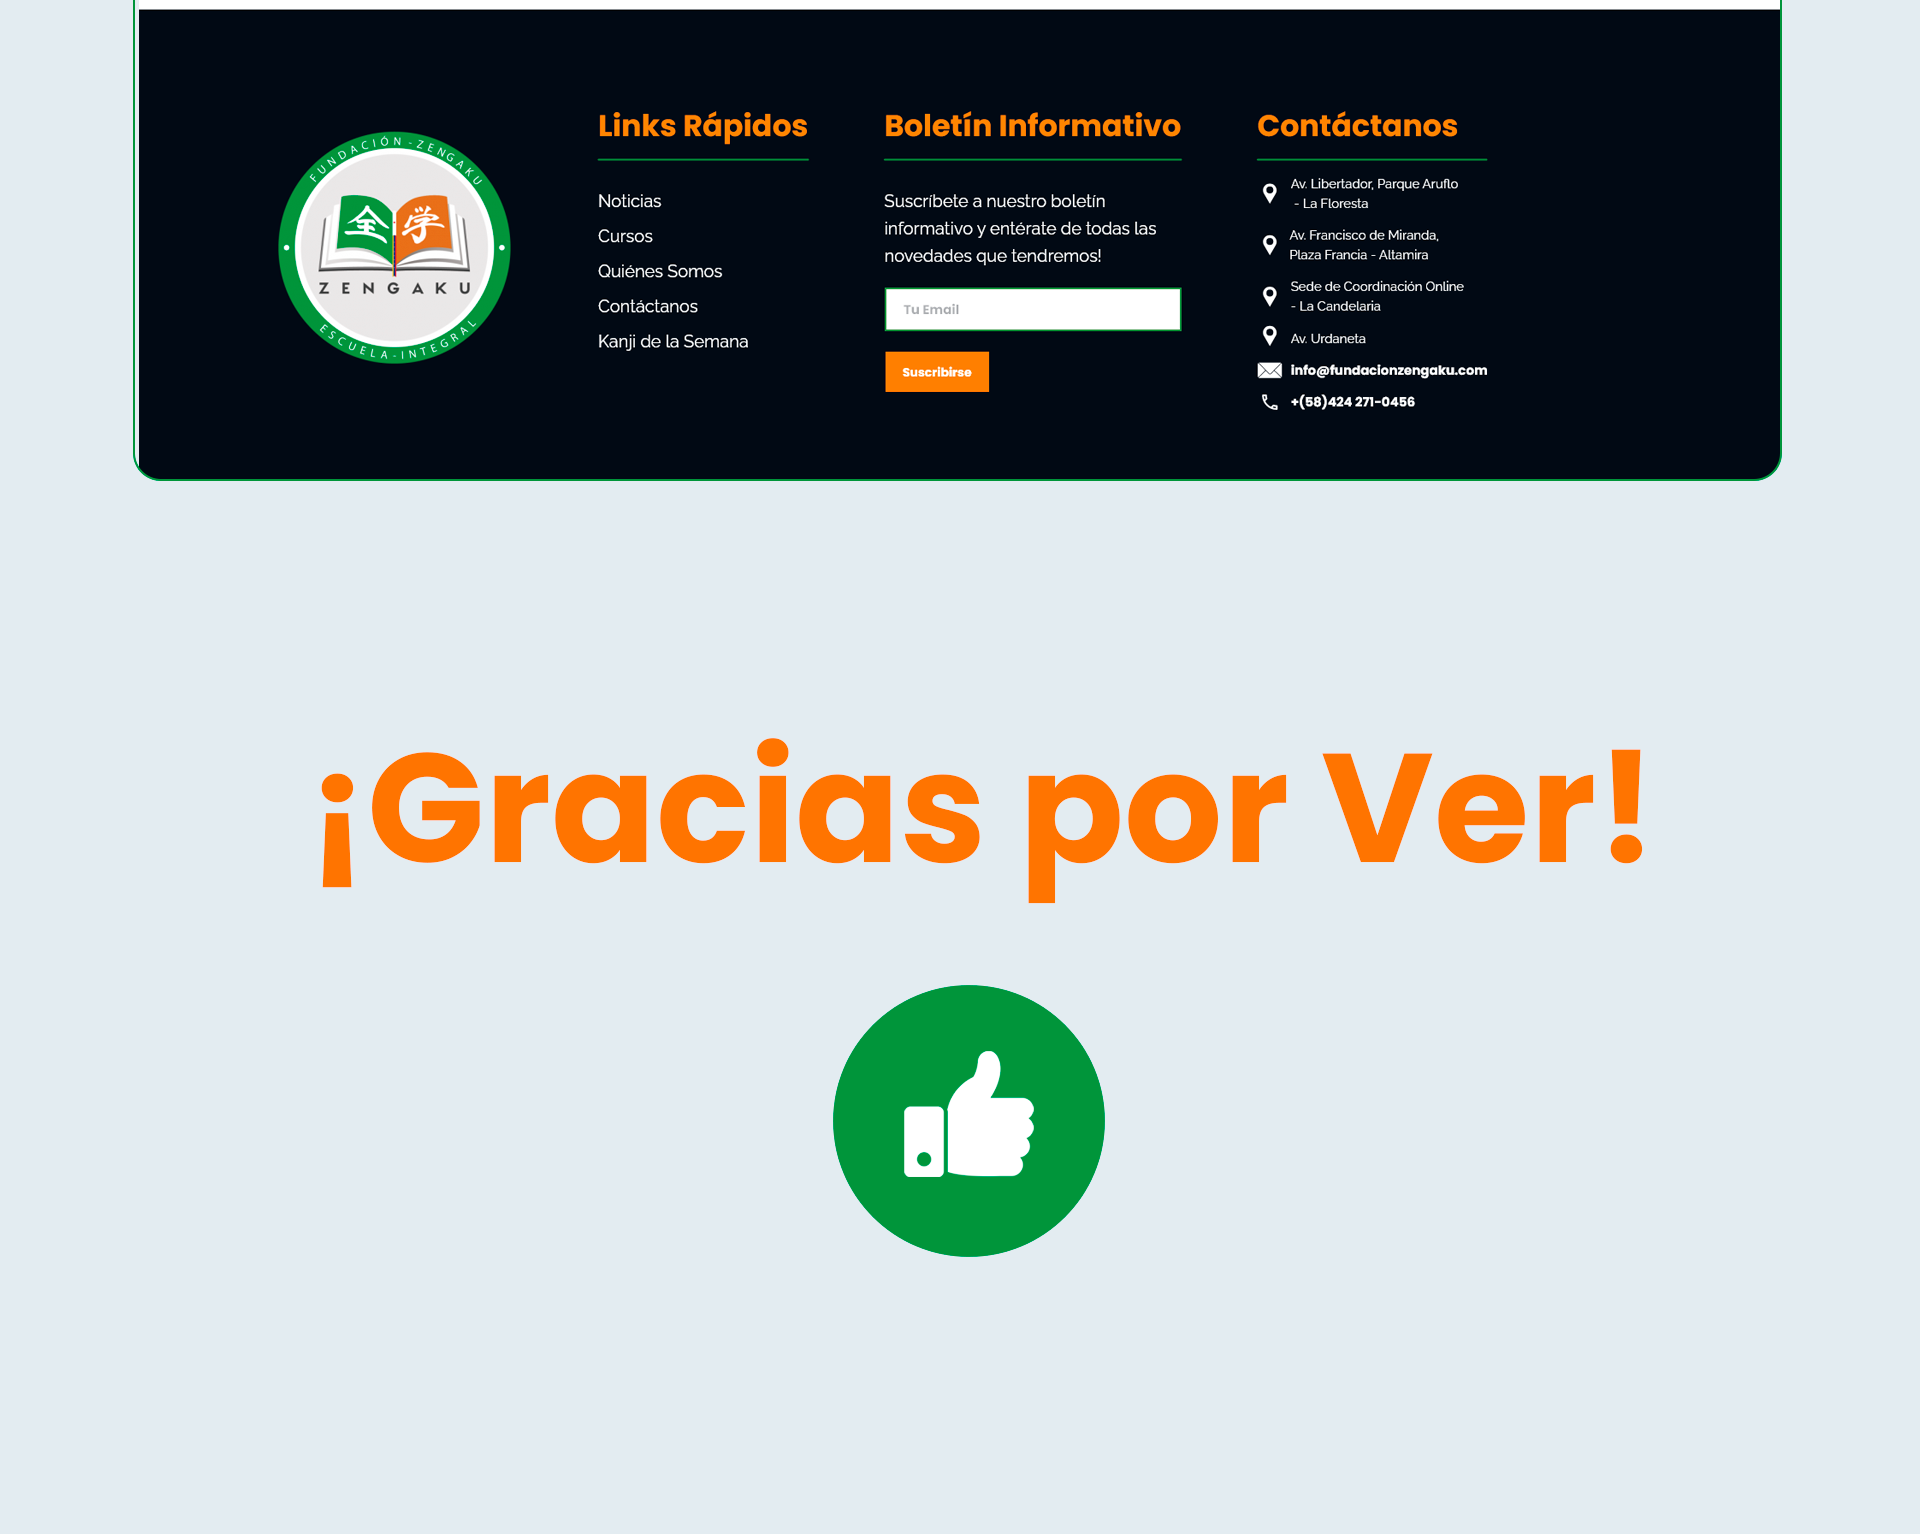 FUNDACIÓN-ZENGAKU
全学
ZENGAKU
ESCUELA-INTEGRAL
Links Rápidos
Noticias
Cursos
Quiénes Somos
Contáctanos
Kanji de la Semana
Boletín Informativo
Suscríbete a nuestro boletín
informativo y entérate de todas las
novedades que tendremos!
Tu Email
Suscribirse
Contáctanos
Av. Libertador, Parque Aruflo
- La Floresta
Av. Francisco de Miranda,
Plaza Francia - Altamira
Sede de Coordinación Online
- La Candelaria
Av. Urdaneta
info@fundacionzengaku.com
+(58)424 271-0456
¡Gracias por Ver!